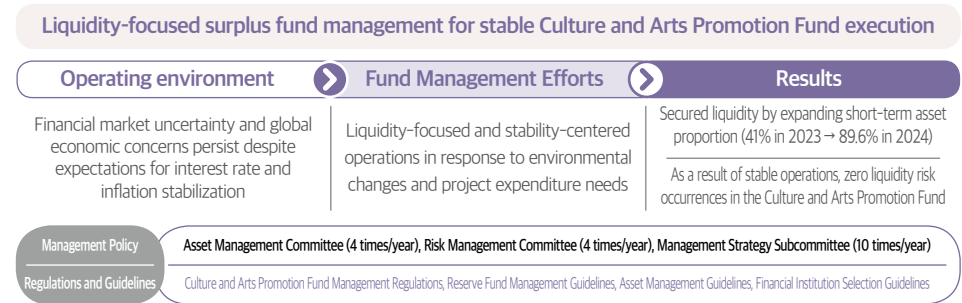 Liquidity-focused surplus fund management for stable Culture and Arts Promotion Fund execution
Operating environment
Fund Management Efforts
Results
Financial market uncertainty and global
economic concerns persist despite
expectations for interest rate and
inflation stabilization
Liquidity-focused and stability-centered
operations in response to environmental
changes and project expenditure needs
Secured liquidity by expanding short-term asset
proportion (41% in 2023 → 89.6% in 2024)
As a result of stable operations, zero liquidity risk
occurrences in the Culture and Arts Promotion Fund
Management Policy
Asset Management Committee (4 times/year), Risk Management Committee (4 times/year), Management Strategy Subcommittee (10 times/year)
Regulations and Guidelines
Culture and Arts Promotion Fund Management Regulations, Reserve Fund Management Guidelines, Asset Management Guidelines, Financial Institution Selection Guidelines